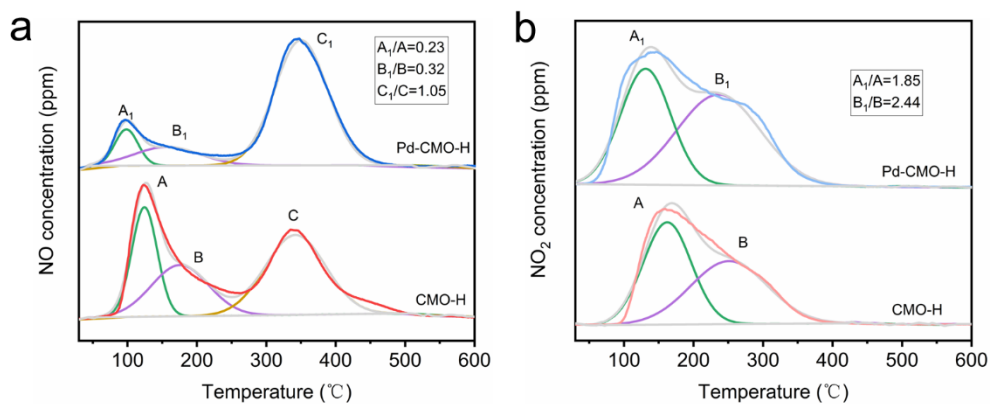 a
NO concentration (ppm)
A₁/A=0.23
B₁/B=0.32
C₁/C=1.05
A₁
B₁
C₁
Pd-CMO-H
A
B
C
CMO-H
100 200 300 400 500 600
Temperature (℃)
b
NO₂ concentration (ppm)
A₁
B₁
A₁/A=1.85
B₁/B=2.44
Pd-CMO-H
A
B
CMO-H
100 200 300 400 500 600
Temperature (℃)